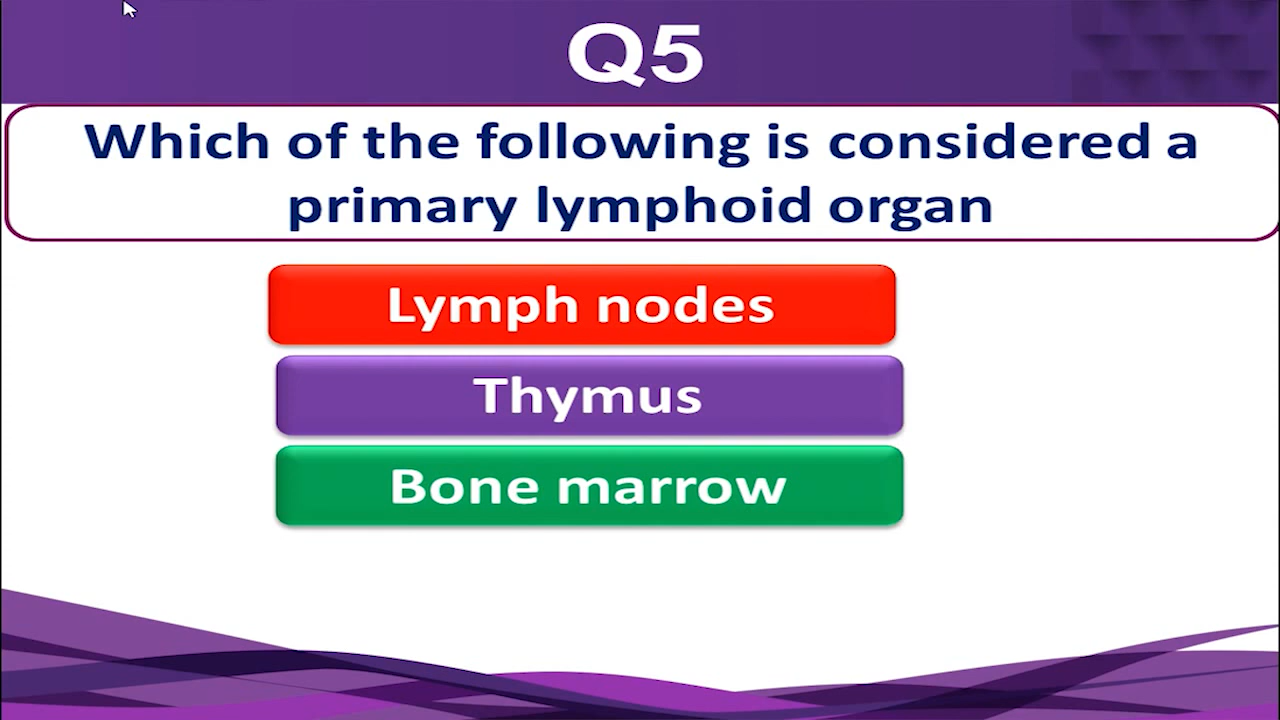 Q5
Which of the following is considered a
primary lymphoid organ
Lymph nodes
Thymus
Bone marrow